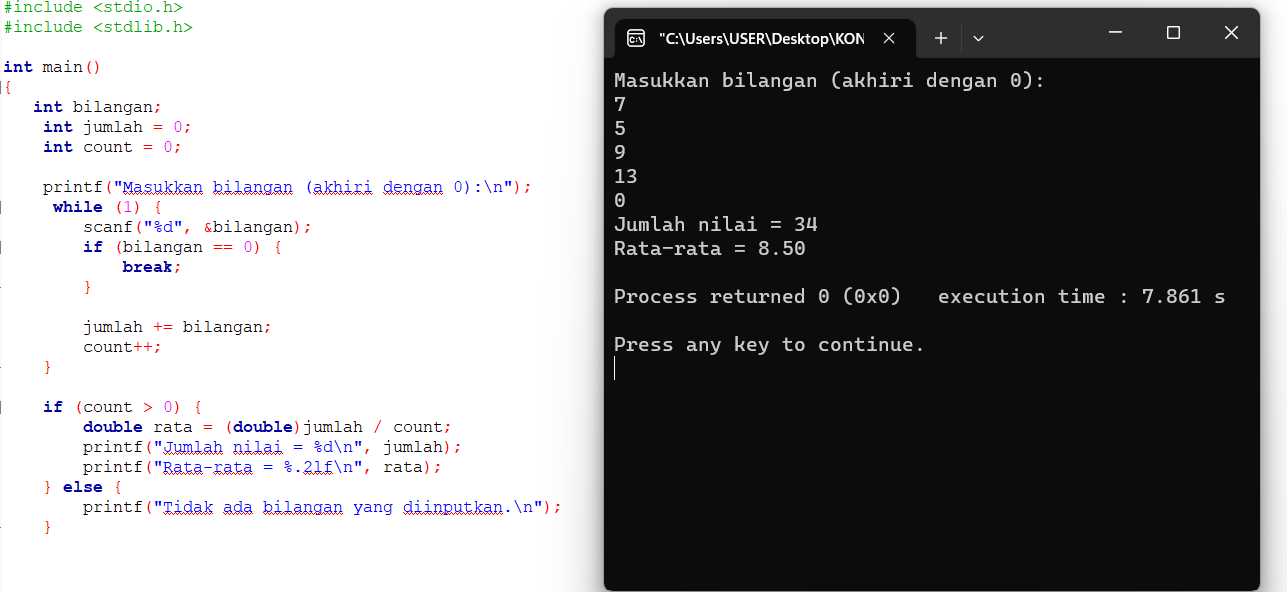 #include <stdio.h>
#include <stdlib.h>
int main()
{
int bilangan;
int jumlah = 0;
int count = 0;
printf("Masukkan bilangan (akhiri dengan 0):\n");
while (1) {
scanf("%d", &bilangan);
if (bilangan == 0) {
break;
}
jumlah += bilangan;
count++;
}
if (count > 0) {
double rata = (double)jumlah / count;
printf("Jumlah nilai = %d\n", jumlah);
printf("Rata-rata = %.2lf\n", rata);
} else {
printf("Tidak ada bilangan yang diinputkan.\n");
}
"C:\Users\USER\Desktop\KON
Masukkan bilangan (akhiri dengan 0):
7
5
9
13
0
Jumlah nilai = 34
Rata-rata = 8.50
Process returned 0 (0x0)   execution time : 7.861 s
Press any key to continue.